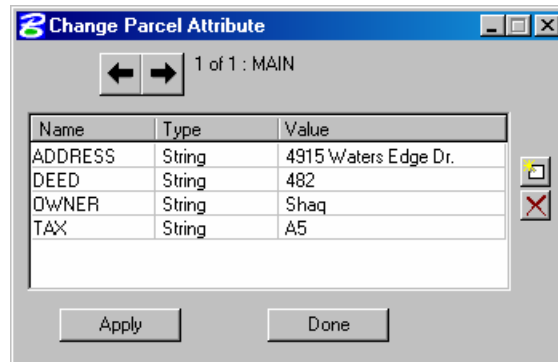 Change Parcel Attribute
1 of 1 : MAIN
Name Type Value
ADDRESS String 4915 Waters Edge Dr.
DEED String 482
OWNER String Shaq
TAX String A5
Apply Done